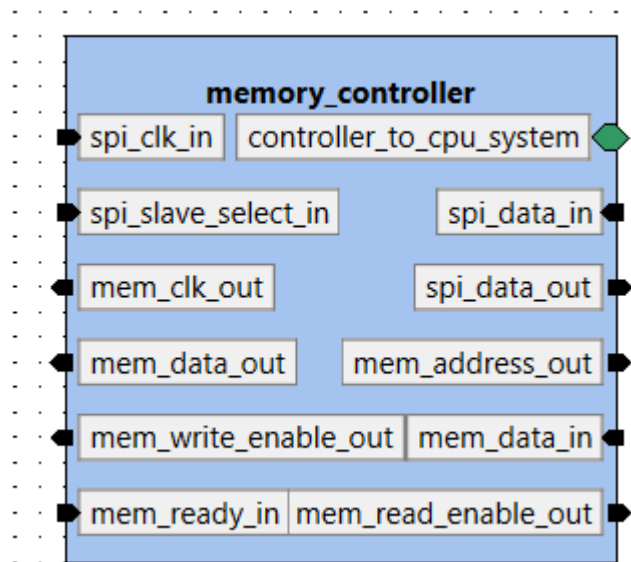 memory_controller
spi_clk_in controller_to_cpu_system
spi_slave_select_in spi_data_in
mem_clk_out spi_data_out
mem_data_out mem_address_out
mem_write_enable_out mem_data_in
mem_ready_in mem_read_enable_out